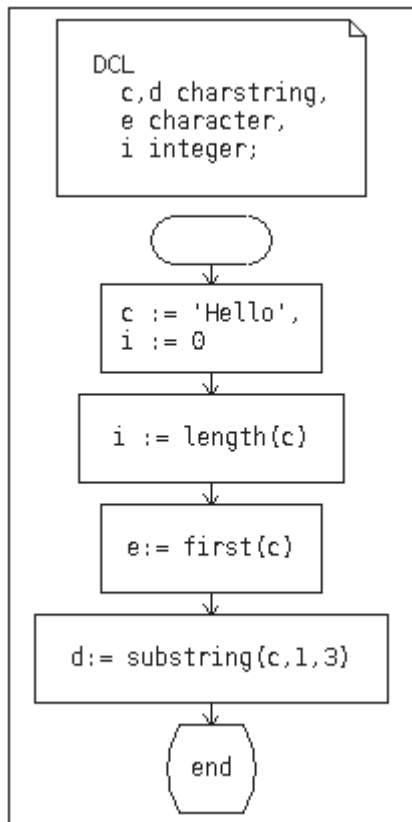 DCL
c,d charstring,
e character,
i integer;
c := 'Hello',
i := 0
i := length(c)
e:= first(c)
d:= substring(c,1,3)
end